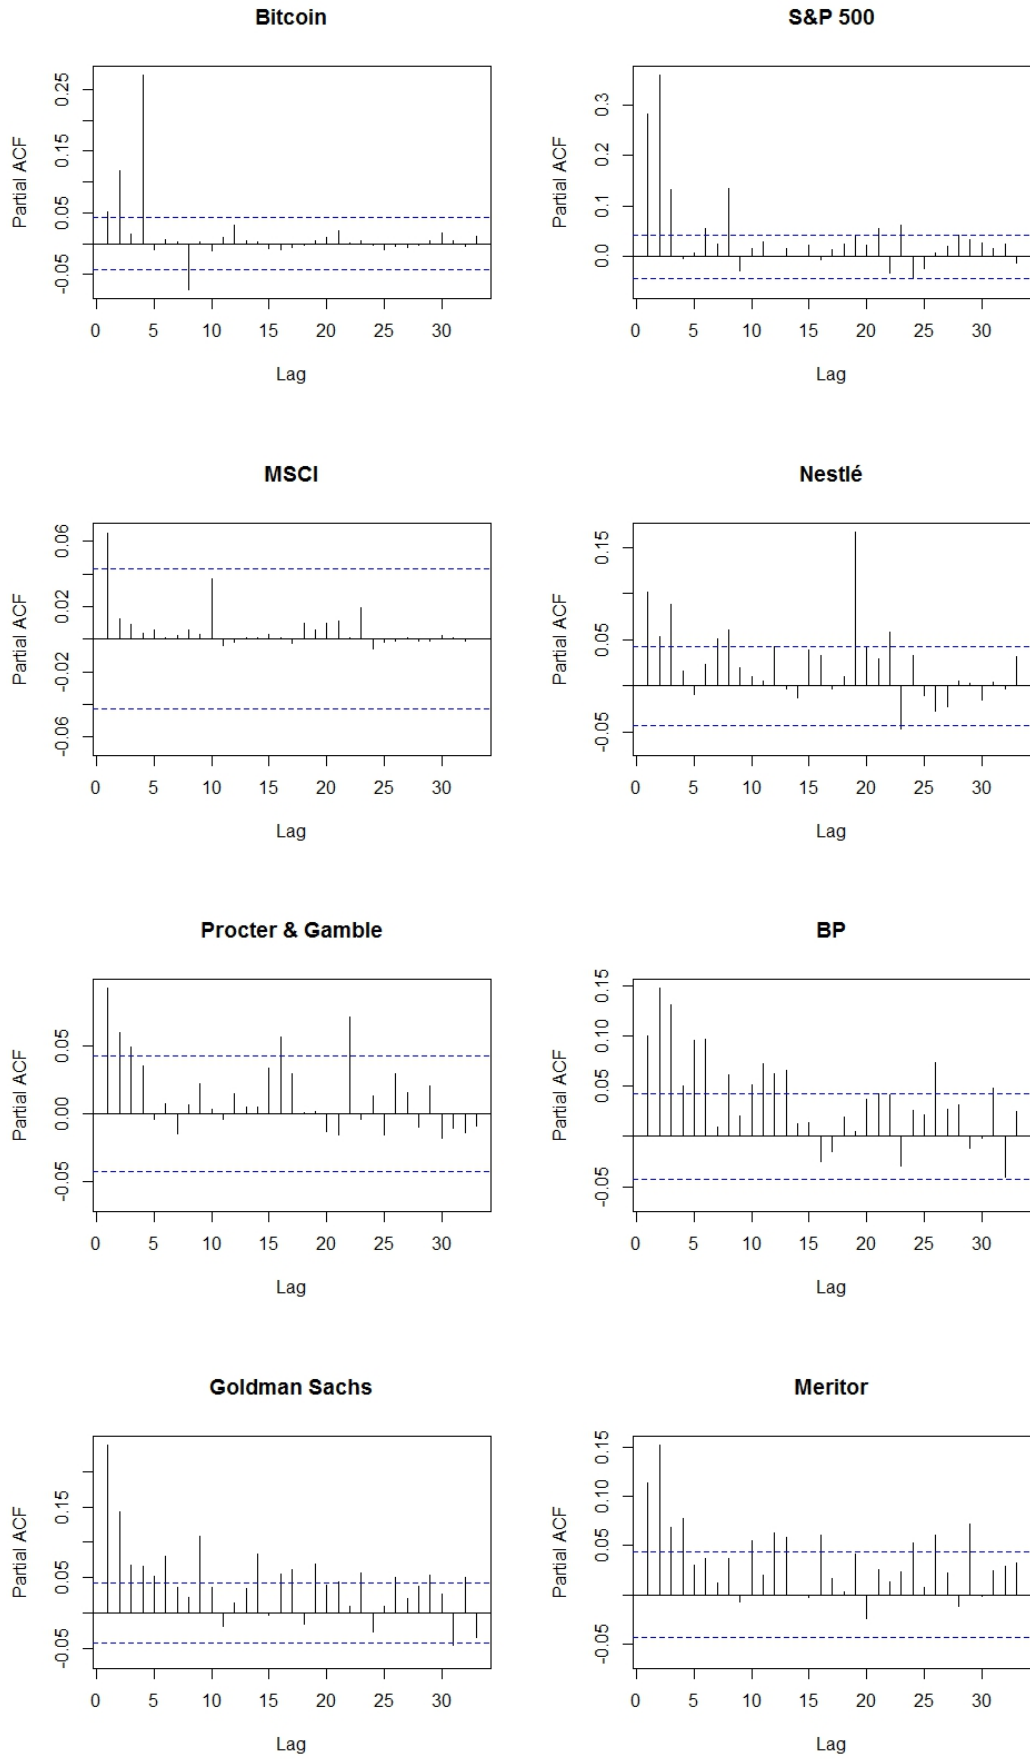 Bitcoin
Partial ACF
-0.05 0.05 0.15 0.25
0 5 10 15 20 25 30
Lag
S&P 500
Partial ACF
0.0 0.1 0.2 0.3
0 5 10 15 20 25 30
Lag
MSCI
Partial ACF
-0.06 -0.02 0.02 0.06
0 5 10 15 20 25 30
Lag
Nestlé
Partial ACF
-0.05 0.05 0.15
0 5 10 15 20 25 30
Lag
Procter & Gamble
Partial ACF
-0.05 0.00 0.05
0 5 10 15 20 25 30
Lag
BP
Partial ACF
-0.05 0.05 0.10 0.15
0 5 10 15 20 25 30
Lag
Goldman Sachs
Partial ACF
-0.05 0.05 0.15
0 5 10 15 20 25 30
Lag
Meritor
Partial ACF
-0.05 0.05 0.10 0.15
0 5 10 15 20 25 30
Lag